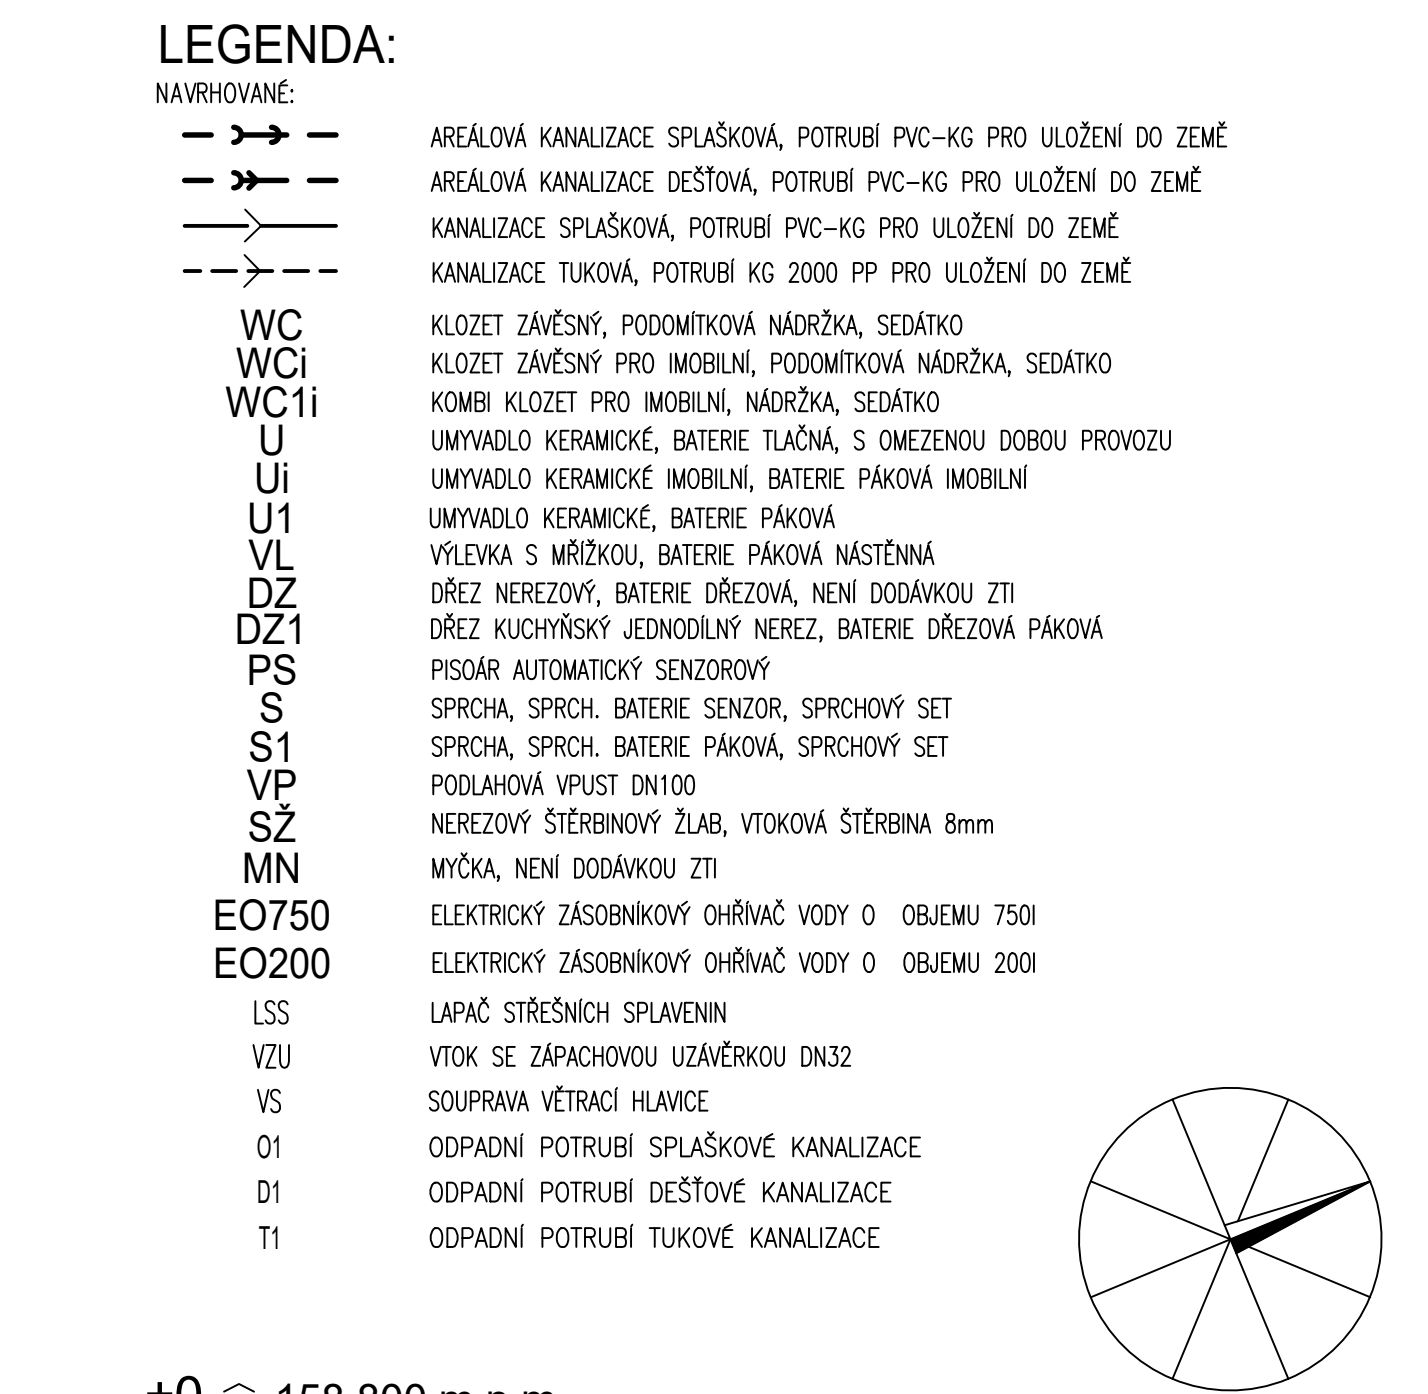 LEGENDA:
NAVRHOVANÉ:
AREÁLOVÁ KANALIZACE SPLAŠKOVÁ, POTRUBÍ PVC-KG PRO ULOŽENÍ DO ZEMĚ
AREÁLOVÁ KANALIZACE DEŠŤOVÁ, POTRUBÍ PVC-KG PRO ULOŽENÍ DO ZEMĚ
KANALIZACE SPLAŠKOVÁ, POTRUBÍ PVC-KG PRO ULOŽENÍ DO ZEMĚ
KANALIZACE TUKOVÁ, POTRUBÍ KG 2000 PP PRO ULOŽENÍ DO ZEMĚ
WC KLOZET ZÁVĚSNÝ, PODOMÍTKOVÁ NÁDRŽKA, SEDÁTKO
WCi KLOZET ZÁVĚSNÝ PRO IMOBILNÍ, PODOMÍTKOVÁ NÁDRŽKA, SEDÁTKO
WC1i KOMBI KLOZET PRO IMOBILNÍ, NÁDRŽKA, SEDÁTKO
U UMYVADLO KERAMICKÉ, BATERIE TLAČNÁ, S OMEZENOU DOBOU PROVOZU
Ui UMYVADLO KERAMICKÉ IMOBILNÍ, BATERIE PÁKOVÁ IMOBILNÍ
U1 UMYVADLO KERAMICKÉ, BATERIE PÁKOVÁ
VL VÝLEVKA S MŘÍŽKOU, BATERIE PÁKOVÁ NÁSTĚNNÁ
DZ DŘEZ NEREZOVÝ, BATERIE DŘEZOVÁ, NENÍ DODÁVKOU ZTI
DZ1 DŘEZ KUCHYŇSKÝ JEDNODÍLNÝ NEREZ, BATERIE DŘEZOVÁ PÁKOVÁ
PS PISOÁR AUTOMATICKÝ SENZOROVÝ
S SPRCHA, SPRCH. BATERIE SENZOR, SPRCHOVÝ SET
S1 SPRCHA, SPRCH. BATERIE PÁKOVÁ, SPRCHOVÝ SET
VP PODLAHOVÁ VPUST DN100
SŽ NEREZOVÝ ŠTĚRBINOVÝ ŽLAB, VTOKOVÁ ŠTĚRBINA 8mm
MN MYČKA, NENÍ DODÁVKOU ZTI
EO750 ELEKTRICKÝ ZÁSOBNÍKOVÝ OHŘÍVAČ VODY O OBJEMU 750l
EO200 ELEKTRICKÝ ZÁSOBNÍKOVÝ OHŘÍVAČ VODY O OBJEMU 200l
LSS LAPAČ STŘEŠNÍCH SPLAVENIN
VZU VTOK SE ZÁPACHOVOU UZÁVĚRKOU DN32
VS SOUPRAVA VĚTRACÍ HLAVICE
O1 ODPADNÍ POTRUBÍ SPLAŠKOVÉ KANALIZACE
D1 ODPADNÍ POTRUBÍ DEŠŤOVÉ KANALIZACE
T1 ODPADNÍ POTRUBÍ TUKOVÉ KANALIZACE